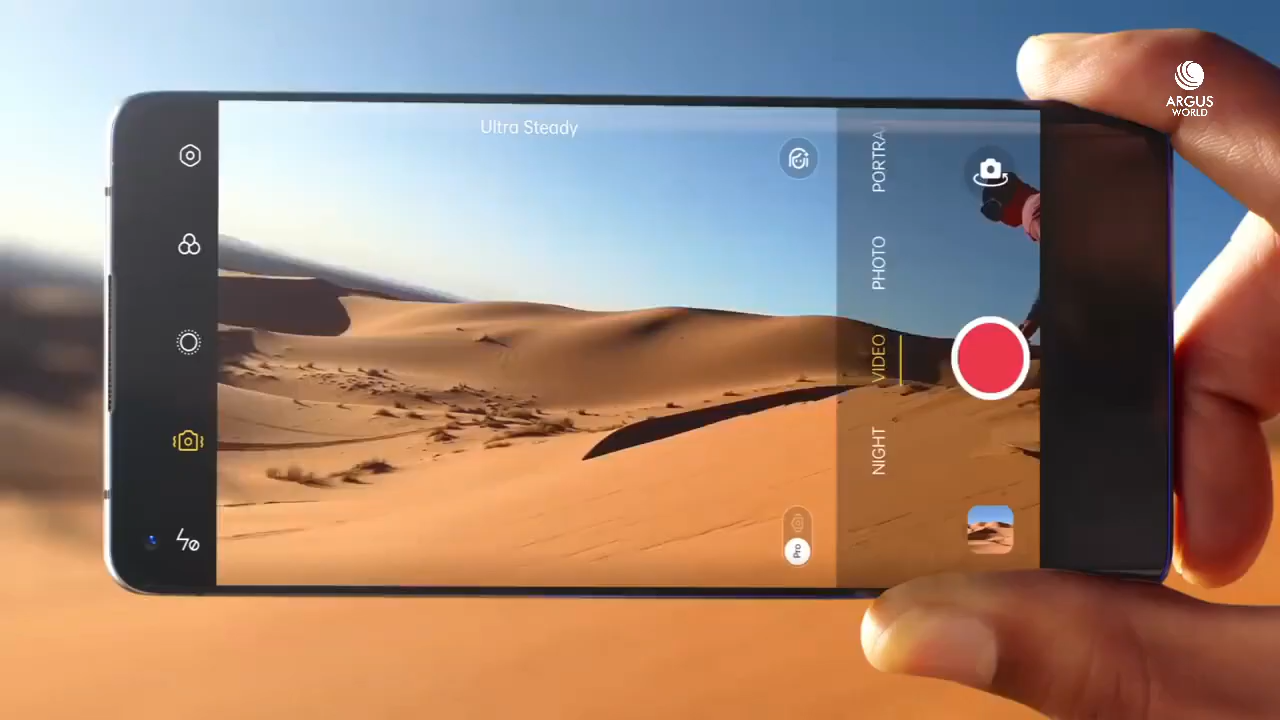 ARGUS
WORLD
Ultra Steady
PORTRA
PHOTO
VIDEO
NIGHT
Pro